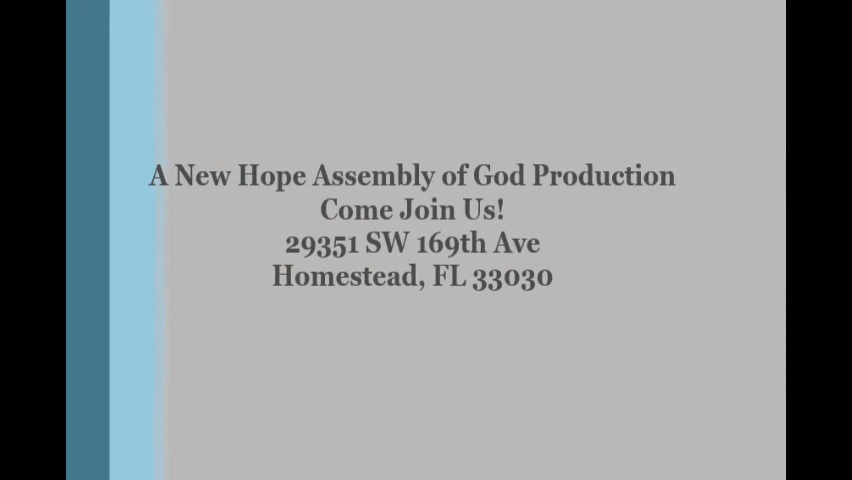 A New Hope Assembly of God Production
Come Join Us!
29351 SW 169th Ave
Homestead, FL 33030